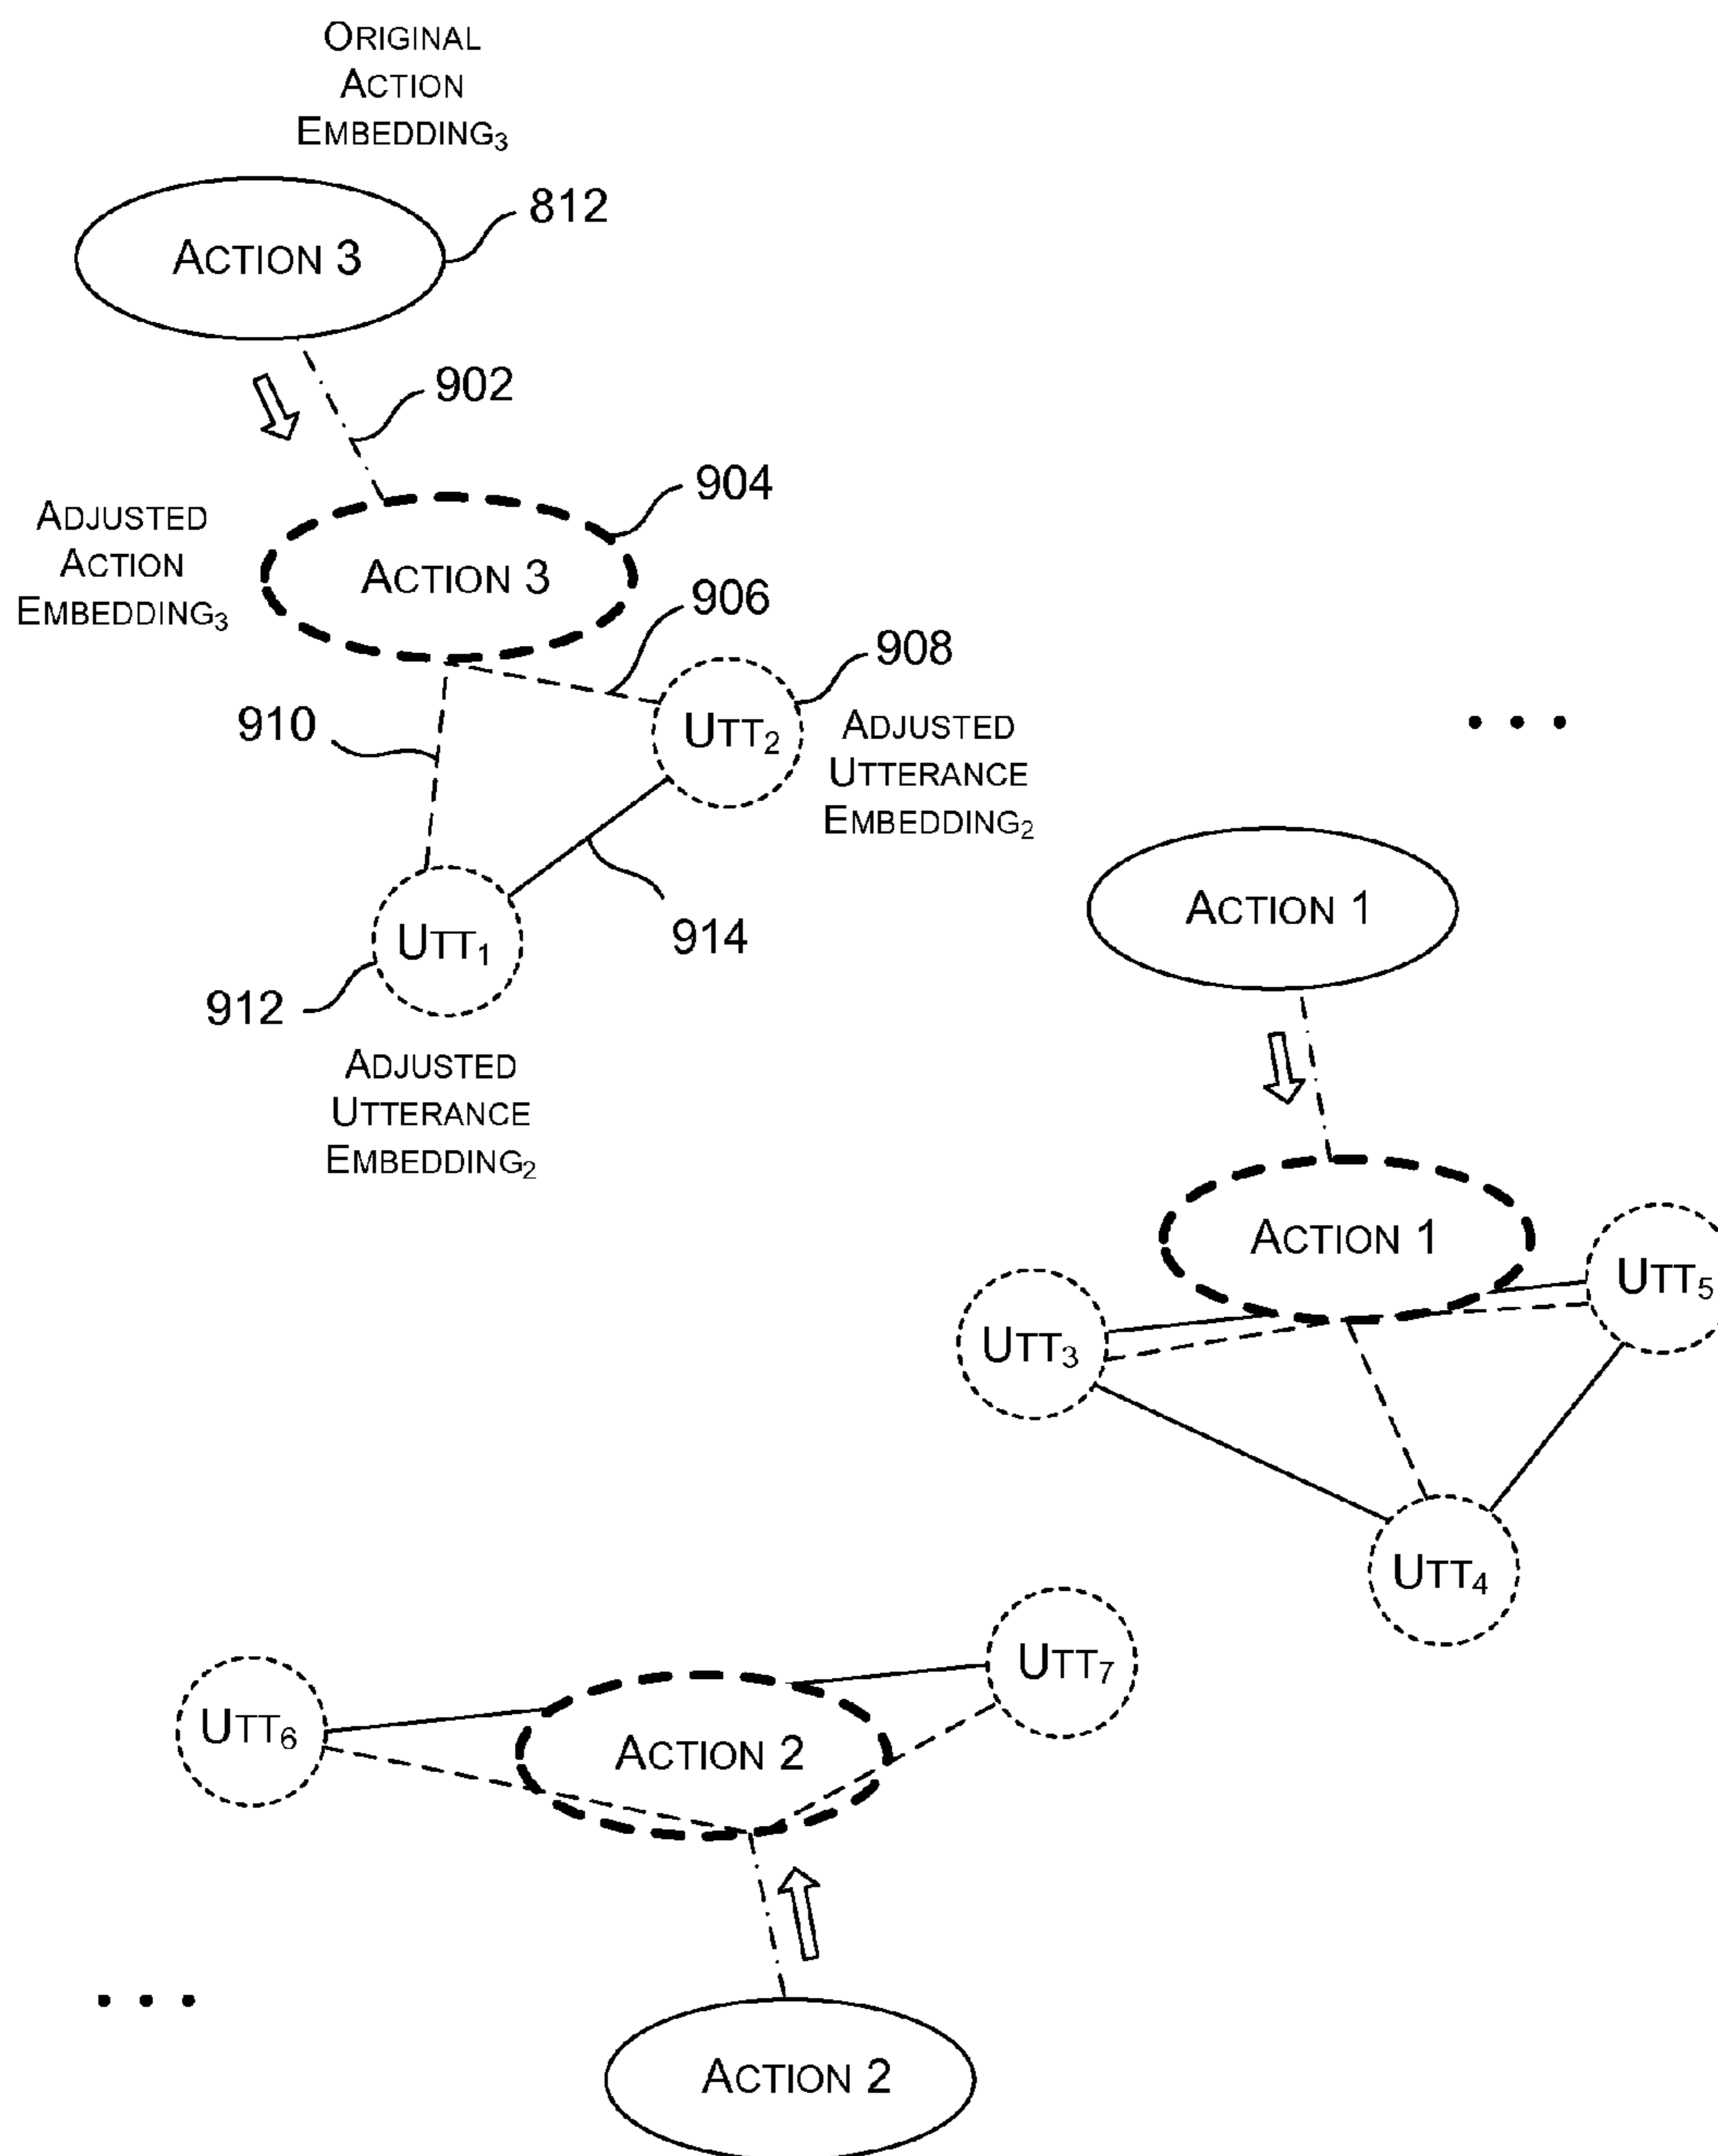 ORIGINAL
ACTION
EMBEDDING₃
812
ACTION 3
902
904
ADJUSTED
ACTION
EMBEDDING₃
ACTION 3
906
908
910
UTT₂
ADJUSTED
UTTERANCE
EMBEDDING₂
. . .
914
UTT₁
912
ADJUSTED
UTTERANCE
EMBEDDING₂
ACTION 1
ACTION 1
UTT₅
UTT₃
UTT₄
UTT₇
UTT₆
ACTION 2
. . .
ACTION 2